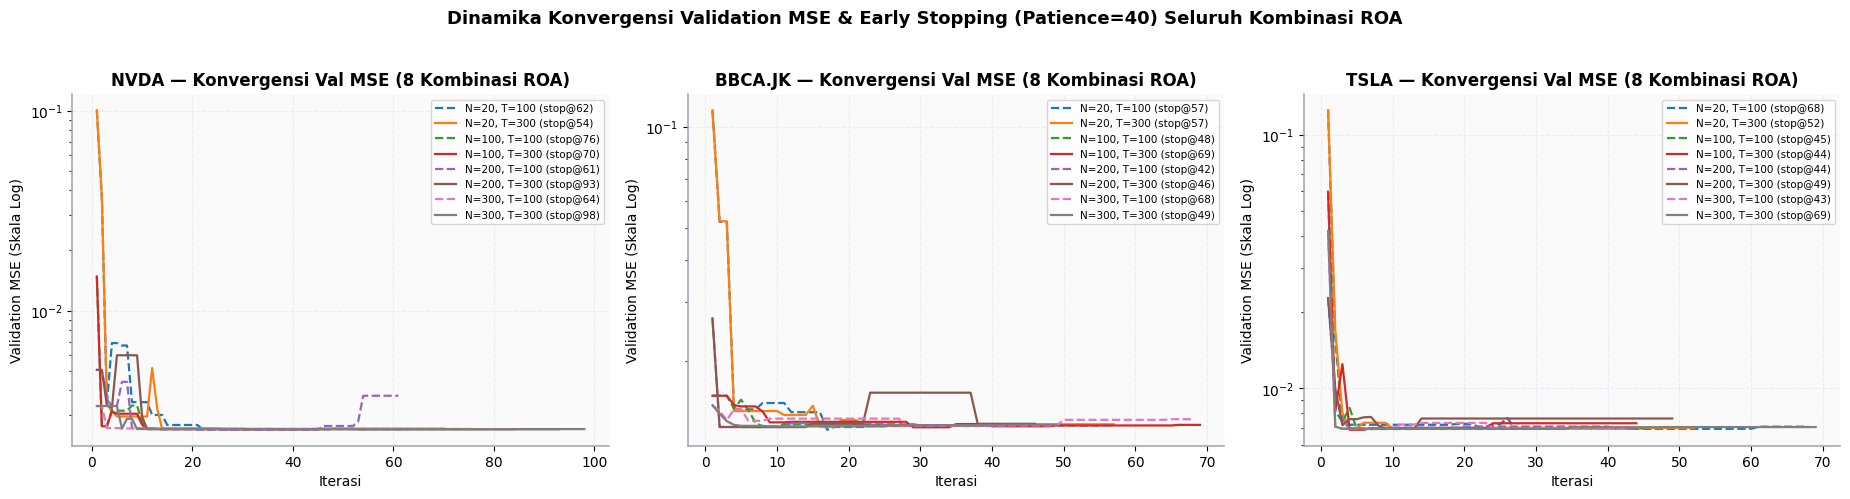 Dinamika Konvergensi Validation MSE & Early Stopping (Patience=40) Seluruh Kombinasi ROA
NVDA — Konvergensi Val MSE (8 Kombinasi ROA)
Validation MSE (Skala Log)
10⁻¹
10⁻²
N=20, T=100 (stop@62)
N=20, T=300 (stop@54)
N=100, T=100 (stop@76)
N=100, T=300 (stop@70)
N=200, T=100 (stop@61)
N=200, T=300 (stop@93)
N=300, T=100 (stop@64)
N=300, T=300 (stop@98)
0 20 40 60 80 100
Iterasi
BBCA.JK — Konvergensi Val MSE (8 Kombinasi ROA)
Validation MSE (Skala Log)
10⁻¹
N=20, T=100 (stop@57)
N=20, T=300 (stop@57)
N=100, T=100 (stop@48)
N=100, T=300 (stop@69)
N=200, T=100 (stop@42)
N=200, T=300 (stop@46)
N=300, T=100 (stop@68)
N=300, T=300 (stop@49)
0 10 20 30 40 50 60 70
Iterasi
TSLA — Konvergensi Val MSE (8 Kombinasi ROA)
Validation MSE (Skala Log)
10⁻¹
10⁻²
N=20, T=100 (stop@68)
N=20, T=300 (stop@52)
N=100, T=100 (stop@45)
N=100, T=300 (stop@44)
N=200, T=100 (stop@44)
N=200, T=300 (stop@49)
N=300, T=100 (stop@43)
N=300, T=300 (stop@69)
0 10 20 30 40 50 60 70
Iterasi